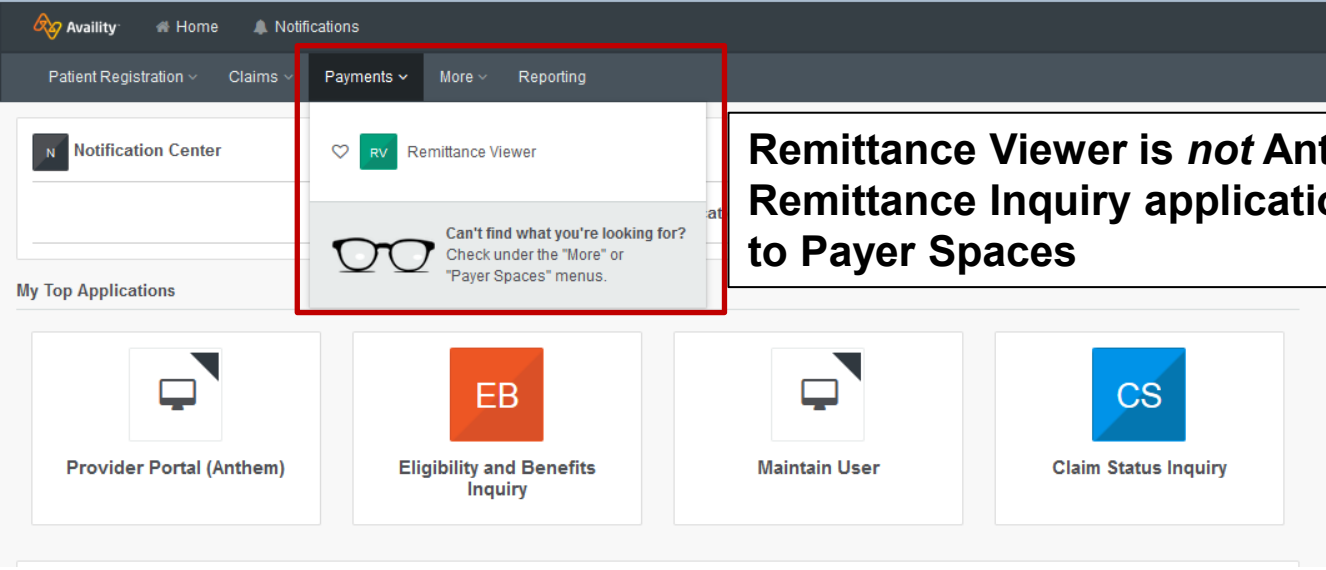 Availity Home Notifications
Patient Registration Claims Payments More Reporting
N Notification Center
RV Remittance Viewer
Can't find what you're looking for?
Check under the "More" or
"Payer Spaces" menus.
Remittance Viewer is not
Remittance Inquiry
to Payer Spaces
My Top Applications
Provider Portal (Anthem)
EB
Eligibility and Benefits
Inquiry
Maintain User
CS
Claim Status Inquiry